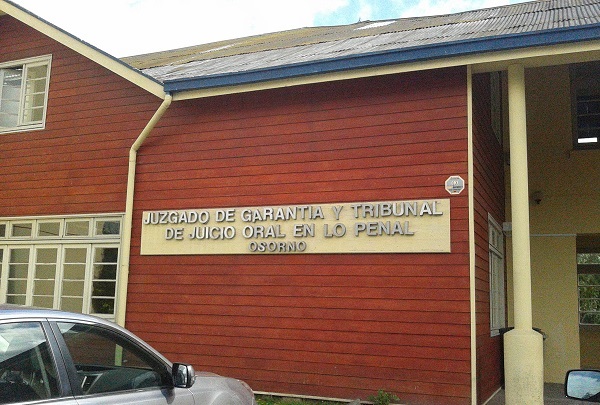 JUZGADO DE GARANTIA Y TRIBUNAL
DE JUICIO ORAL EN LO PENAL
OSORNO